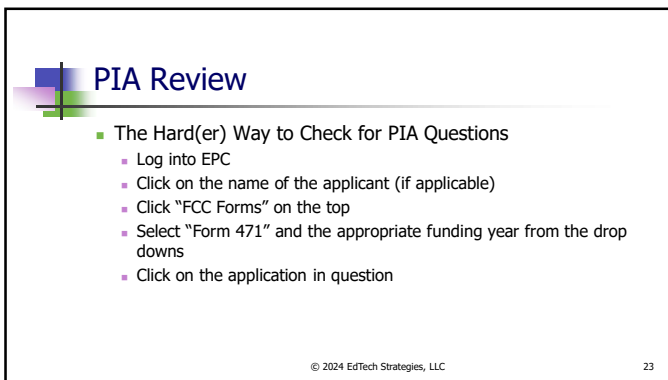 PIA Review
The Hard(er) Way to Check for PIA Questions
Log into EPC
Click on the name of the applicant (if applicable)
Click “FCC Forms” on the top
Select “Form 471” and the appropriate funding year from the drop
downs
Click on the application in question
© 2024 EdTech Strategies, LLC
23